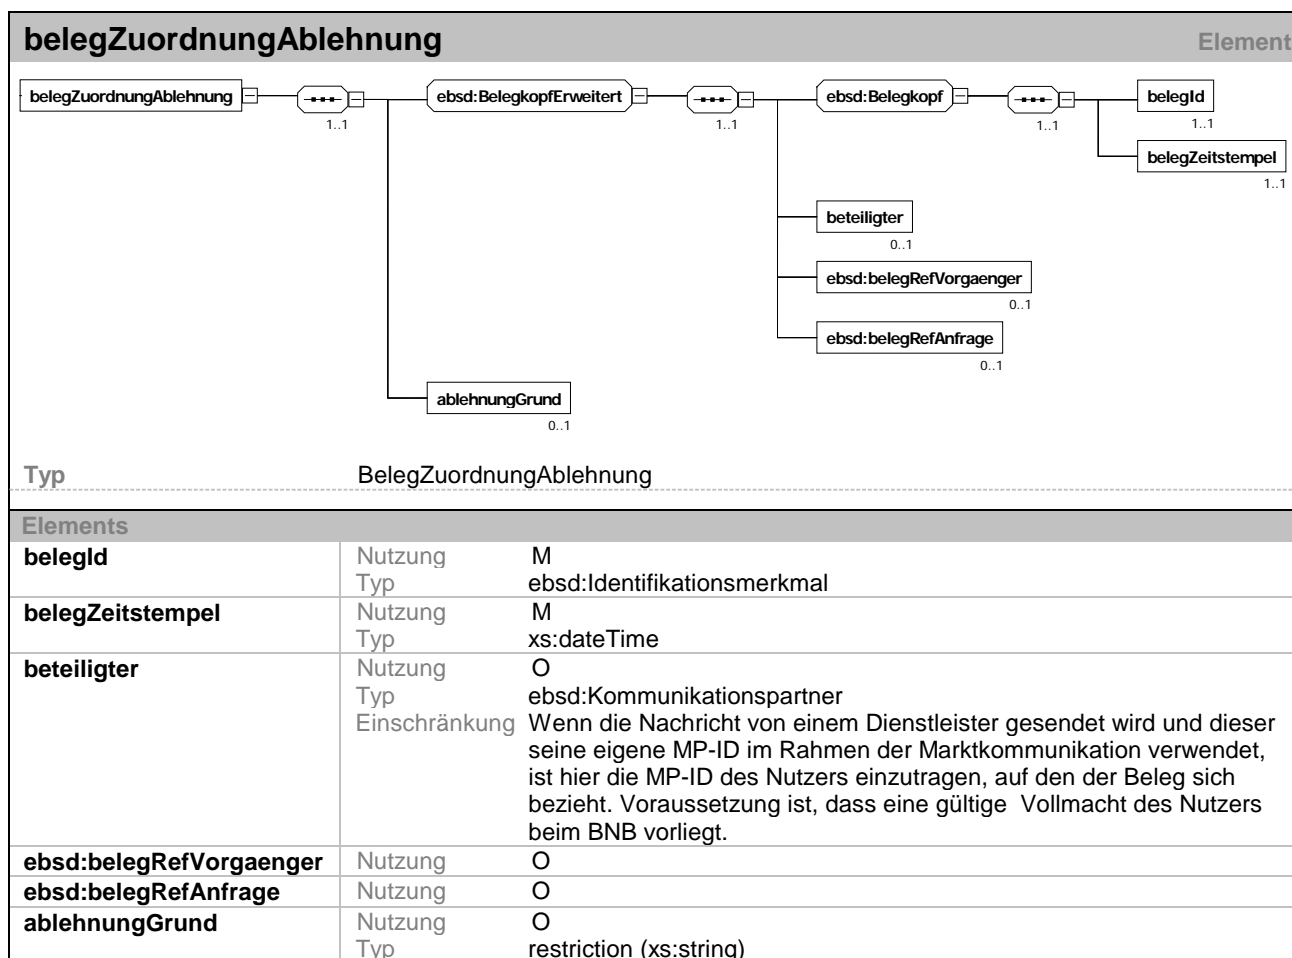 belegZuordnungAblehnung Element
belegZuordnungAblehnung ebsd:BelegkopfErweitert ebsd:Belegkopf belegId
1..1 1..1 1..1 1..1
belegZeitstempel
1..1
beteiligter
0..1
ebsd:belegRefVorgaenger
0..1
ebsd:belegRefAnfrage
0..1
ablehnungGrund
0..1
Typ BelegZuordnungAblehnung
Elements
belegId Nutzung M
Typ ebsd:Identifikationsmerkmal
belegZeitstempel Nutzung M
Typ xs:dateTime
beteiligter Nutzung O
Typ ebsd:Kommunikationspartner
Einschränkung Wenn die Nachricht von einem Dienstleister gesendet wird und dieser
seine eigene MP-ID im Rahmen der Marktkommunikation verwendet,
ist hier die MP-ID des Nutzers einzutragen, auf den der Beleg sich
bezieht. Voraussetzung ist, dass eine gültige Vollmacht des Nutzers
beim BNB vorliegt.
ebsd:belegRefVorgaenger Nutzung O
ebsd:belegRefAnfrage Nutzung O
ablehnungGrund Nutzung O
Typ restriction (xs:string)